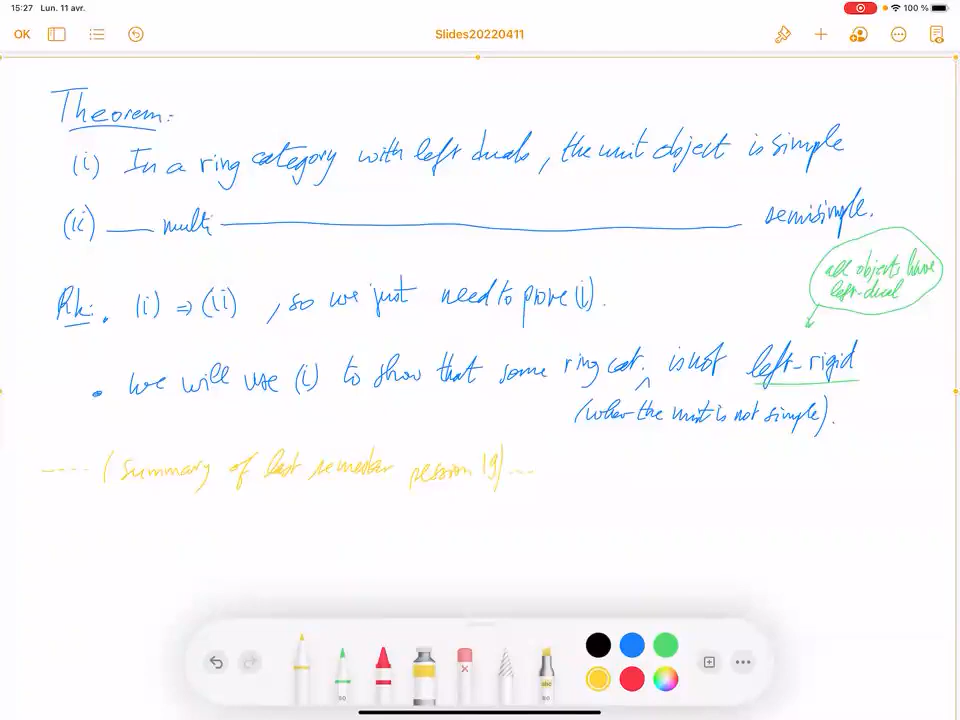 15:27 Lun. 11 avr.
100 %
OK
Slides20220411
Theorem:
(i) In a ring category with left duals, the unit object is simple
(ii) —— multi —————— semisimple.
all objects have
left-dual
Rk: . (i) ⇒ (ii) , so we just need to prove (i).
. we will use (i) to show that some ring cat. is not left-rigid
^
(when the unit is not simple).
---- (summary of last semester session 19) ---